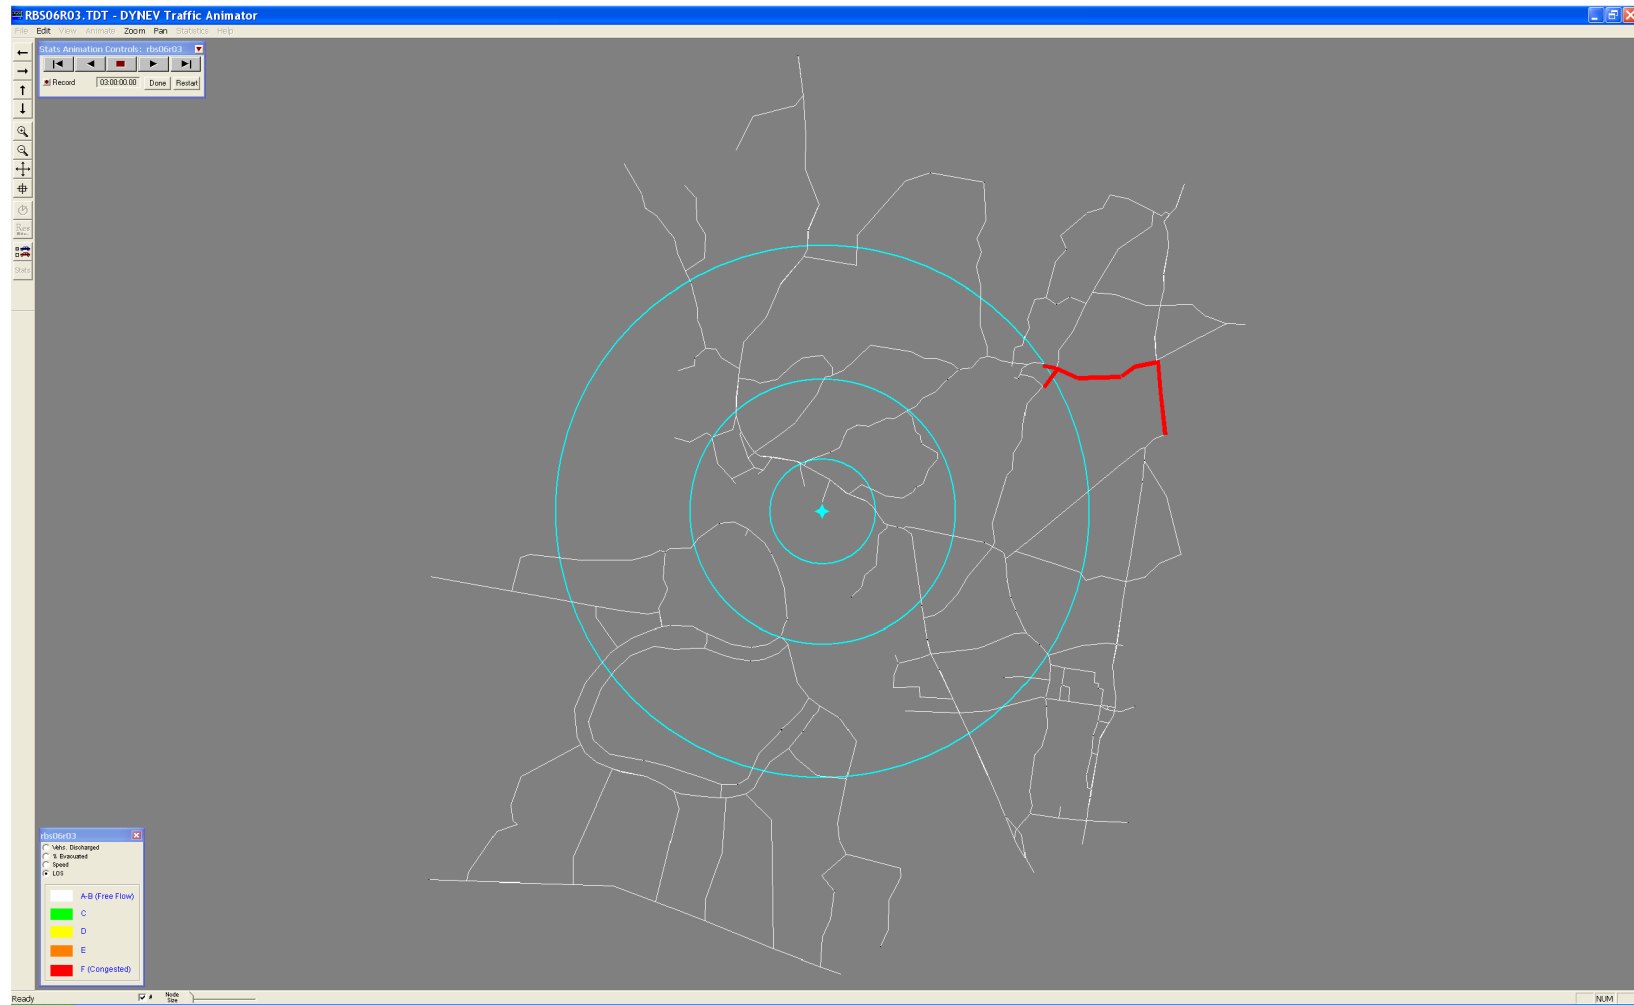 RBS06R03.TDT - DYNEV Traffic Animator
File Edit View Animate Zoom Pan Statistics Help
Stats Animation Controls: rbs06r03
Record 03:00:00.00 Done Restart
Stats
rbs06r03
Vehs. Discharged
% Evacuated
Speed
LOS
A-B (Free Flow)
C
D
E
F (Congested)
Ready # Node Size NUM